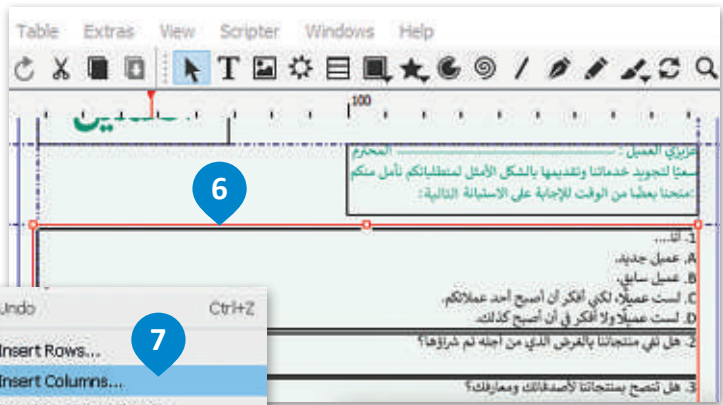 Table Extras View Scripter Windows Help
100
عزيزي العميل : ـــــــــــــ المحترم
سعيًا لتجويد خدماتنا وتقديمها بالشكل الأمثل لمتطلباتكم نأمل منكم
منحنا بعضًا من الوقت للإجابة على الاستبانة التالية:
6
1. أنا....
A. عميل جديد.
B. عميل سابق.
C. لست عميلًا، لكني أفكر أن أصبح أحد عملائكم.
D. لست عميلًا ولا أفكر في أن أصبح كذلك.
2. هل تفي منتجاتنا بالغرض الذي من أجله تم شراؤها؟
3. هل تنصح بمنتجاتنا لأصدقائك ومعارفك؟
Undo Ctrl+Z
Insert Rows...
7
Insert Columns...